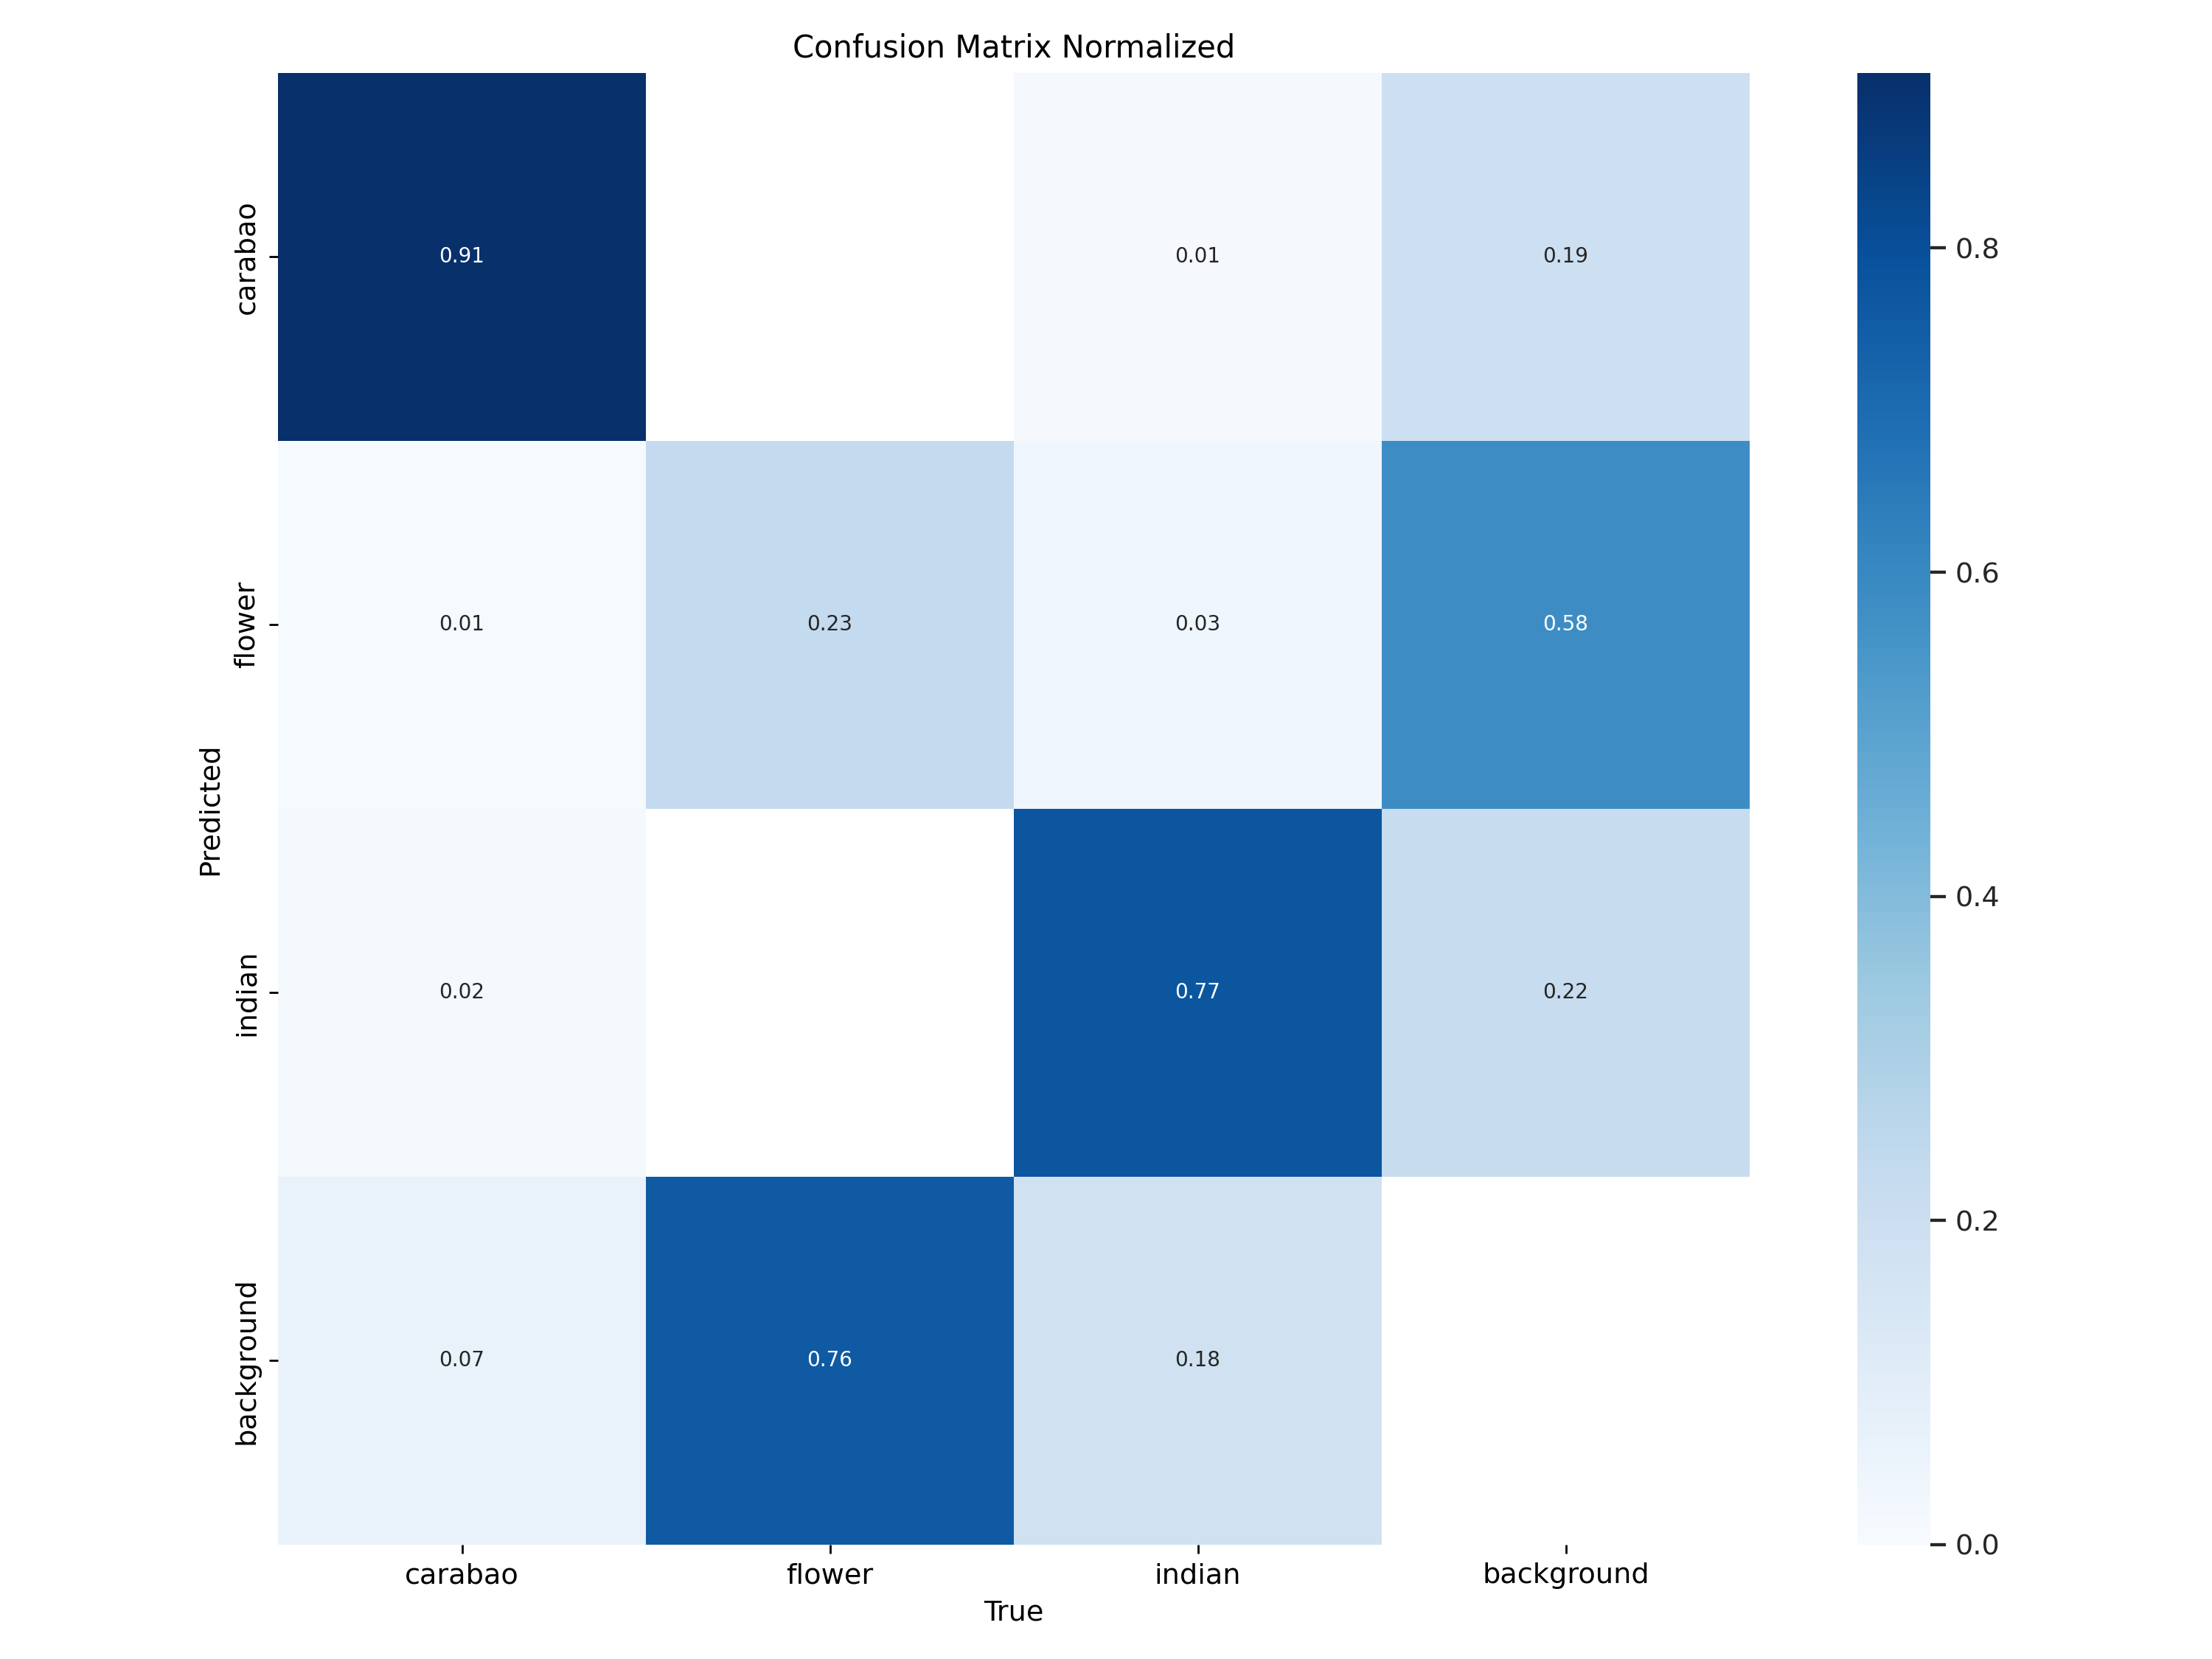 Confusion Matrix Normalized
carabao 0.91 0.01 0.19
flower 0.01 0.23 0.03 0.58
indian 0.02 0.77 0.22
background 0.07 0.76 0.18
Predicted
carabao flower indian background
True
0.8
0.6
0.4
0.2
0.0